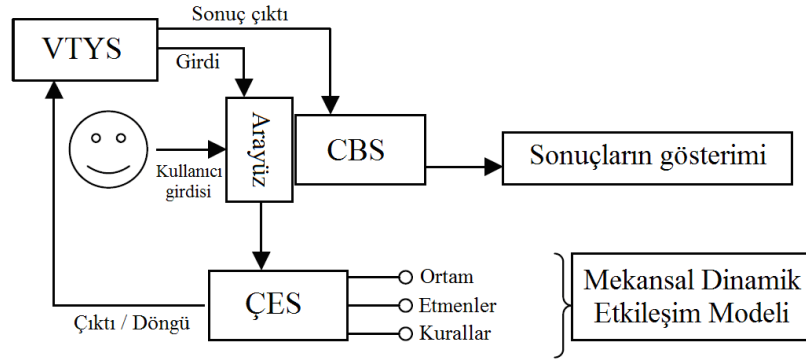 Sonuç çıktı
VTYS
Girdi
Arayüz
CBS
Sonuçların gösterimi
Kullanıcı
girdisi
ÇES
Ortam
Etmenler
Kurallar
Mekansal Dinamik
Etkileşim Modeli
Çıktı / Döngü